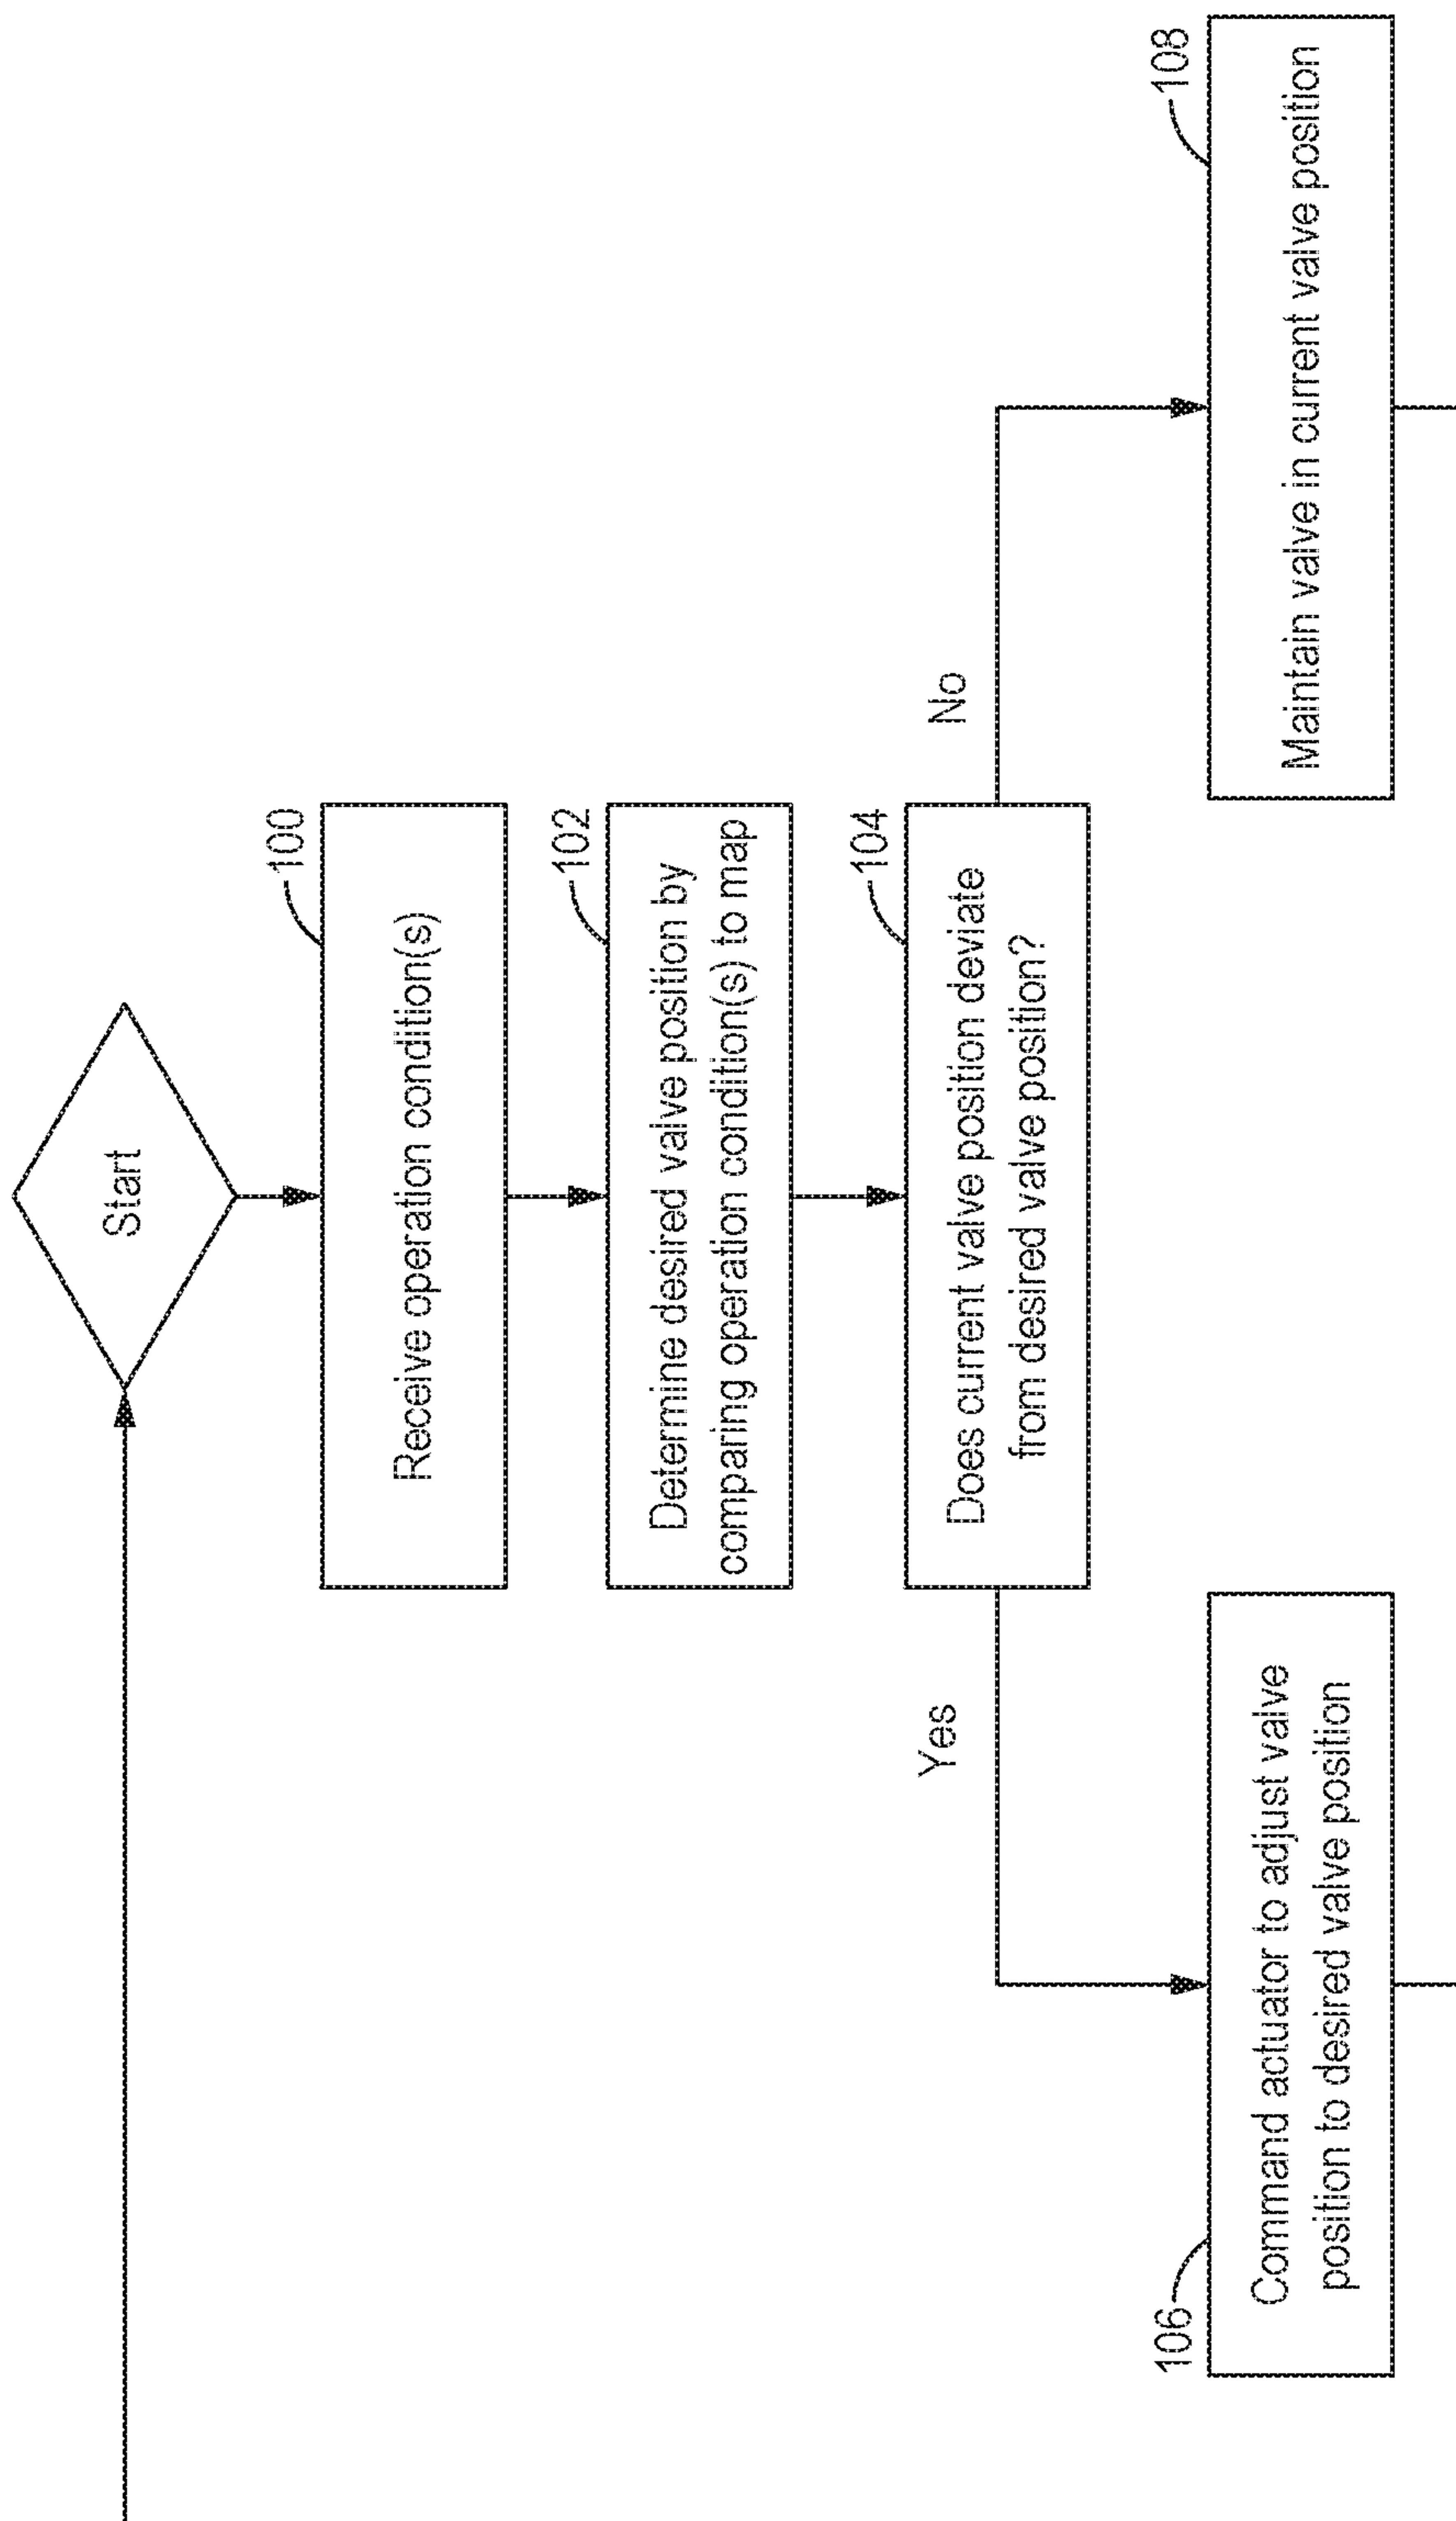 Start
100
Receive operation condition(s)
102
Determine desired valve position by
comparing operation condition(s) to map
104
Does current valve position deviate
from desired valve position?
Yes
No
106
Command actuator to adjust valve
position to desired valve position
108
Maintain valve in current valve position